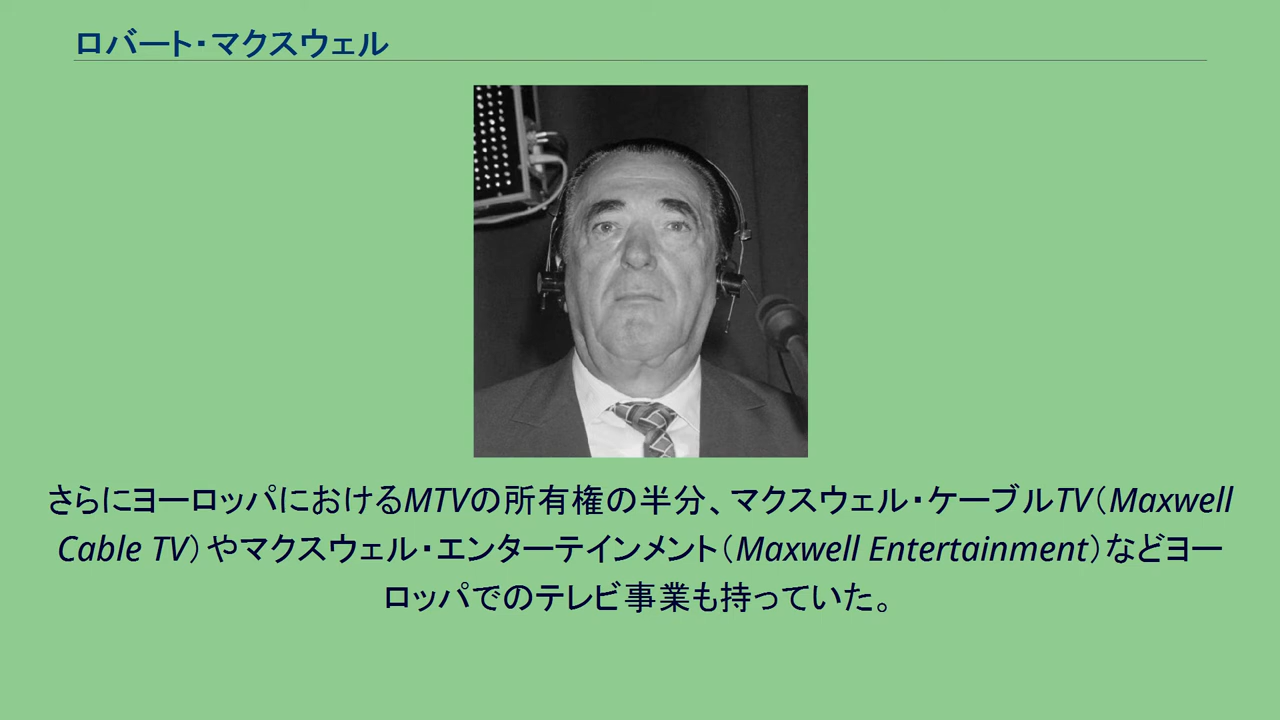 ロバート・マクスウェル
さらにヨーロッパにおけるMTVの所有権の半分、マクスウェル・ケーブルTV（Maxwell
Cable TV）やマクスウェル・エンターテインメント（Maxwell Entertainment）などヨー
ロッパでのテレビ事業も持っていた。